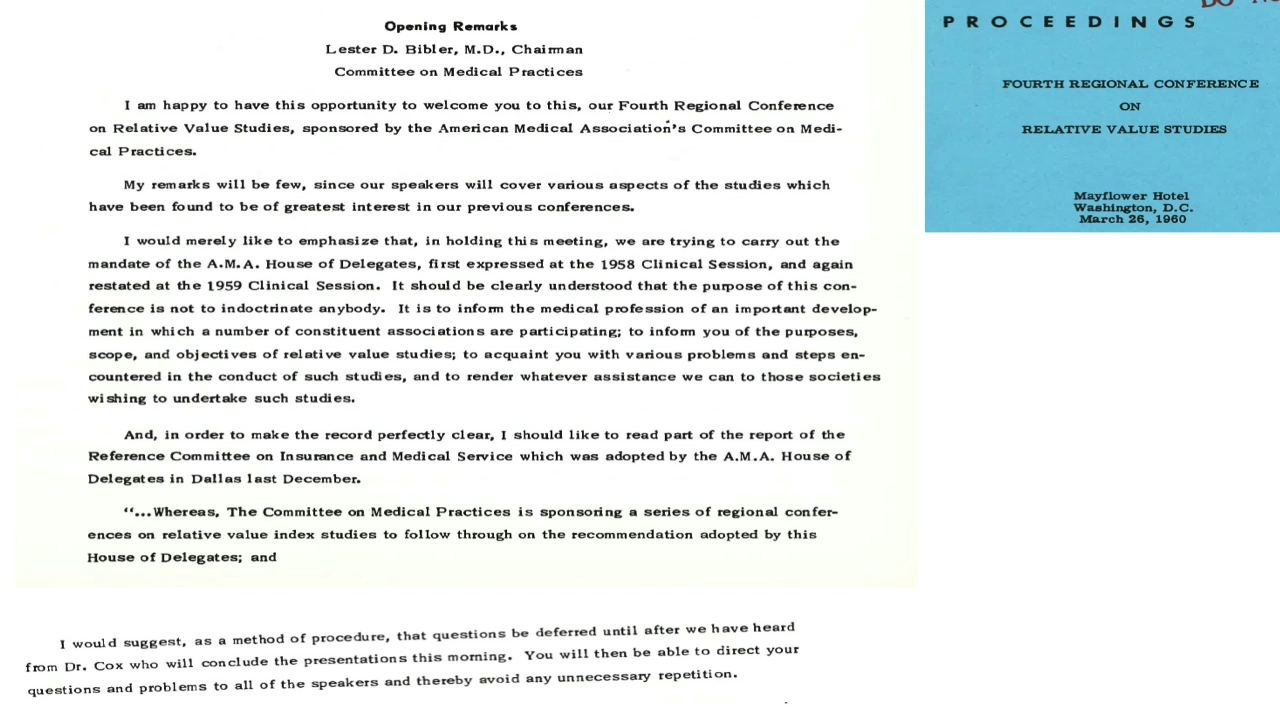 Opening Remarks
Lester D. Bibler, M.D., Chairman
Committee on Medical Practices
I am happy to have this opportunity to welcome you to this, our Fourth Regional Conference
on Relative Value Studies, sponsored by the American Medical Association's Committee on Medi-
cal Practices.
My remarks will be few, since our speakers will cover various aspects of the studies which
have been found to be of greatest interest in our previous conferences.
I would merely like to emphasize that, in holding this meeting, we are trying to carry out the
mandate of the A.M.A. House of Delegates, first expressed at the 1958 Clinical Session, and again
restated at the 1959 Clinical Session. It should be clearly understood that the purpose of this con-
ference is not to indoctrinate anybody. It is to inform the medical profession of an important develop-
ment in which a number of constituent associations are participating; to inform you of the purposes,
scope, and objectives of relative value studies; to acquaint you with various problems and steps en-
countered in the conduct of such studies, and to render whatever assistance we can to those societies
wishing to undertake such studies.
And, in order to make the record perfectly clear, I should like to read part of the report of the
Reference Committee on Insurance and Medical Service which was adopted by the A.M.A. House of
Delegates in Dallas last December.
"...Whereas, The Committee on Medical Practices is sponsoring a series of regional confer-
ences on relative value index studies to follow through on the recommendation adopted by this
House of Delegates; and
I would suggest, as a method of procedure, that questions be deferred until after we have heard
from Dr. Cox who will conclude the presentations this morning. You will then be able to direct your
questions and problems to all of the speakers and thereby avoid any unnecessary repetition.
DO
PROCEEDINGS
FOURTH REGIONAL CONFERENCE
ON
RELATIVE VALUE STUDIES
Mayflower Hotel
Washington, D.C.
March 26, 1960